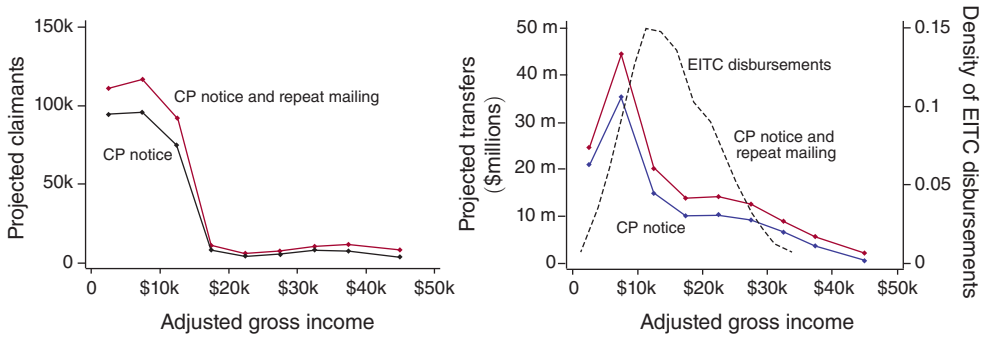 150k
100k
50k
0
Projected claimants
CP notice and repeat mailing
CP notice
0
$10k
$20k
$30k
$40k
$50k
Adjusted gross income
50 m
40 m
30 m
20 m
10 m
0
Projected transfers
($millions)
EITC disbursements
CP notice and
repeat mailing
CP notice
0.15
0.1
0.05
0
Density of EITC disbursements
0
$10k
$20k
$30k
$40k
$50k
Adjusted gross income